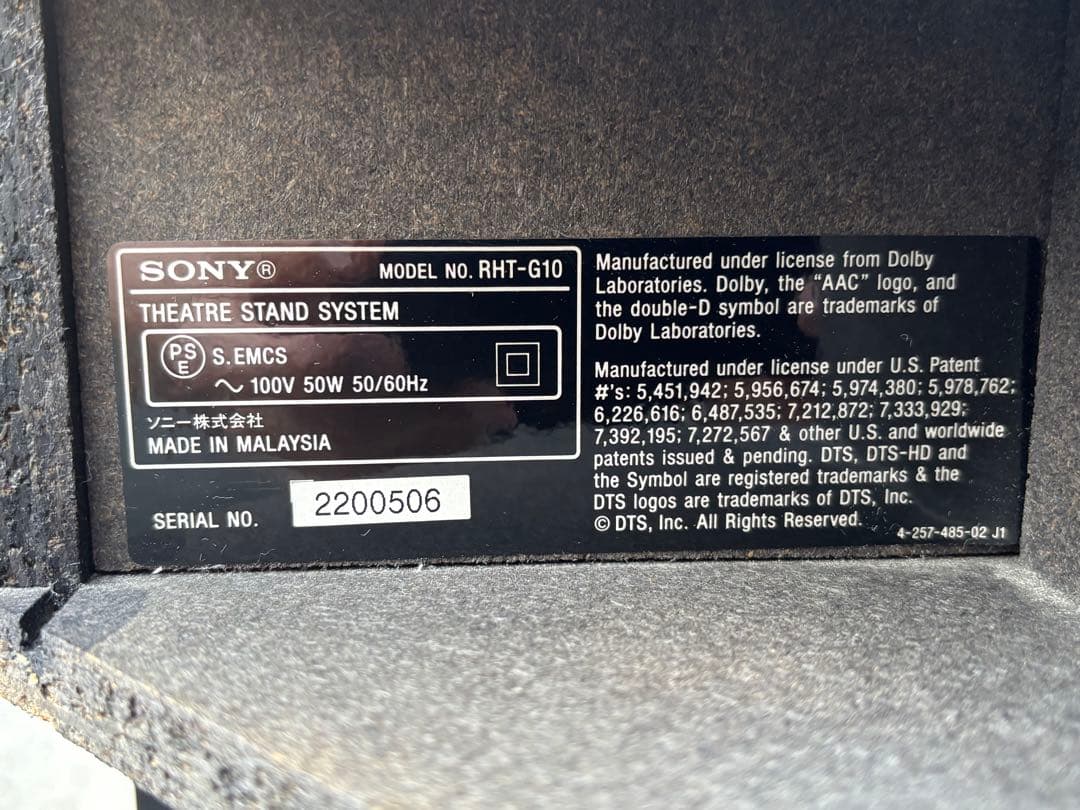 SONY®
MODEL NO. RHT-G10
THEATRE STAND SYSTEM
PS
E
S.EMCS
～ 100V 50W 50/60Hz
ソニー株式会社
MADE IN MALAYSIA
SERIAL NO. 2200506
Manufactured under license from Dolby
Laboratories. Dolby, the “AAC” logo, and
the double-D symbol are trademarks of
Dolby Laboratories.
Manufactured under license under U.S. Patent
#'s: 5,451,942; 5,956,674; 5,974,380; 5,978,762;
6,226,616; 6,487,535; 7,212,872; 7,333,929;
7,392,195; 7,272,567 & other U.S. and worldwide
patents issued & pending. DTS, DTS-HD and
the Symbol are registered trademarks & the
DTS logos are trademarks of DTS, Inc.
© DTS, Inc. All Rights Reserved.
4-257-485-02 J1